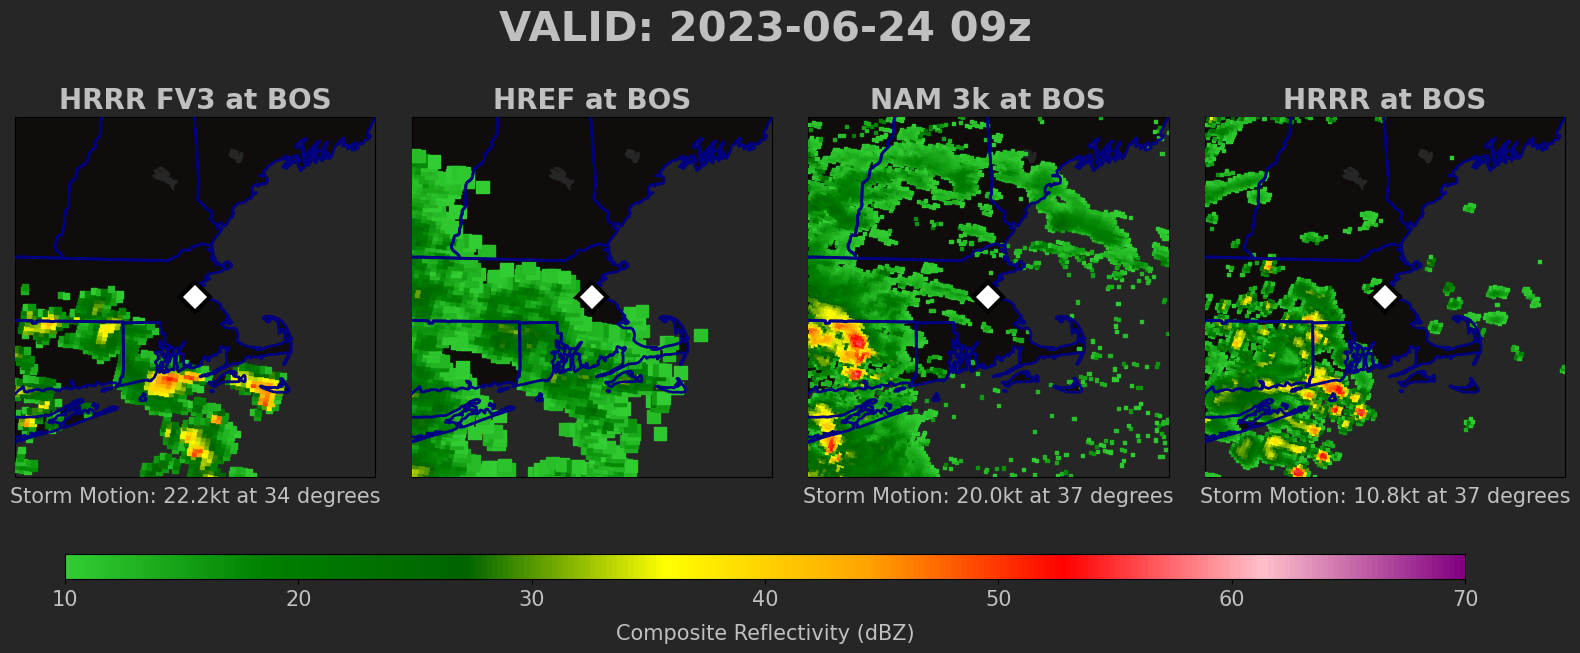 VALID: 2023-06-24 09z
HRRR FV3 at BOS
HREF at BOS
NAM 3k at BOS
HRRR at BOS
Storm Motion: 22.2kt at 34 degrees
Storm Motion: 20.0kt at 37 degrees
Storm Motion: 10.8kt at 37 degrees
10 20 30 40 50 60 70
Composite Reflectivity (dBZ)